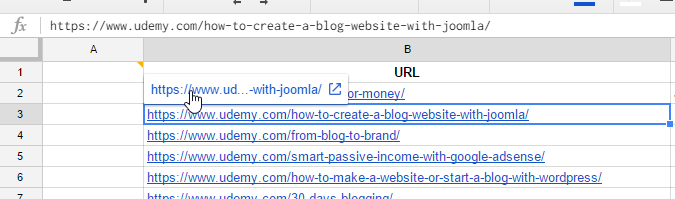 fx https://www.udemy.com/how-to-create-a-blog-website-with-joomla/
A B
1 URL
https://www.ud...-with-joomla/
2 or-money/
3 https://www.udemy.com/how-to-create-a-blog-website-with-joomla/
4 https://www.udemy.com/from-blog-to-brand/
5 https://www.udemy.com/smart-passive-income-with-google-adsense/
6 https://www.udemy.com/how-to-make-a-website-or-start-a-blog-with-wordpress/
7 https://www.udemy.com/30-days-blogging/